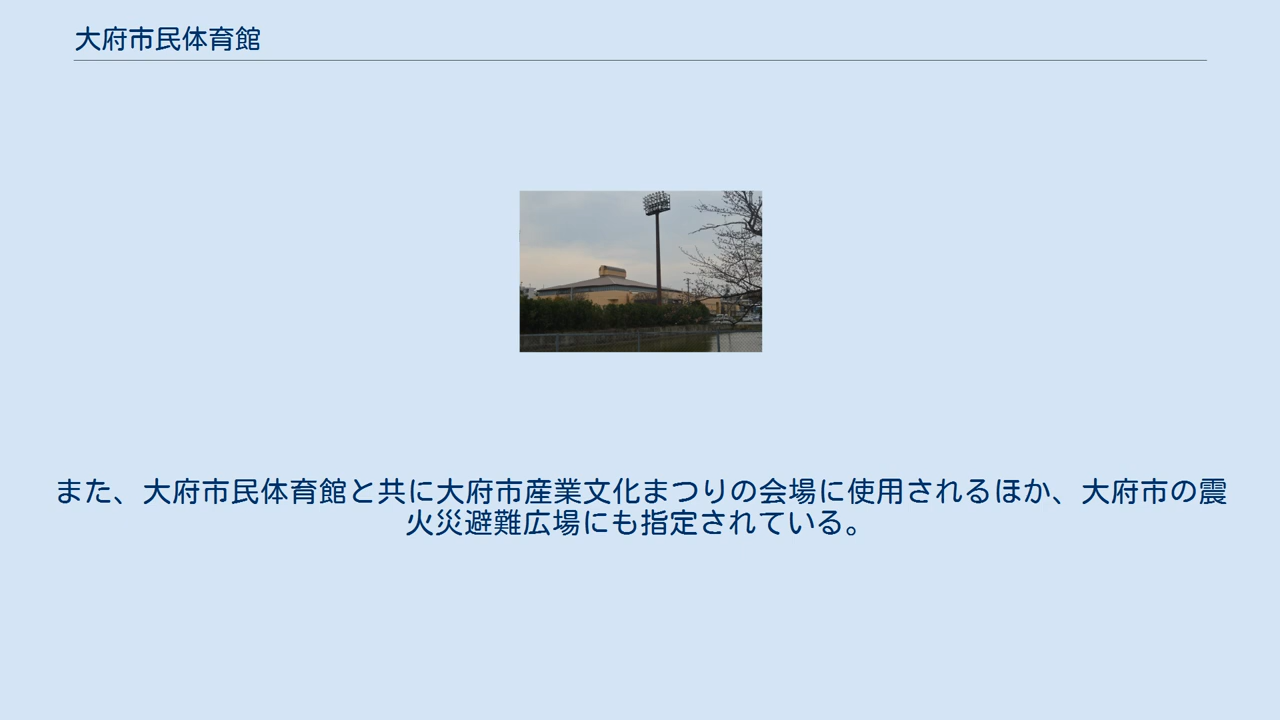 大府市民体育館
また、大府市民体育館と共に大府市産業文化まつりの会場に使用されるほか、大府市の震
火災避難広場にも指定されている。